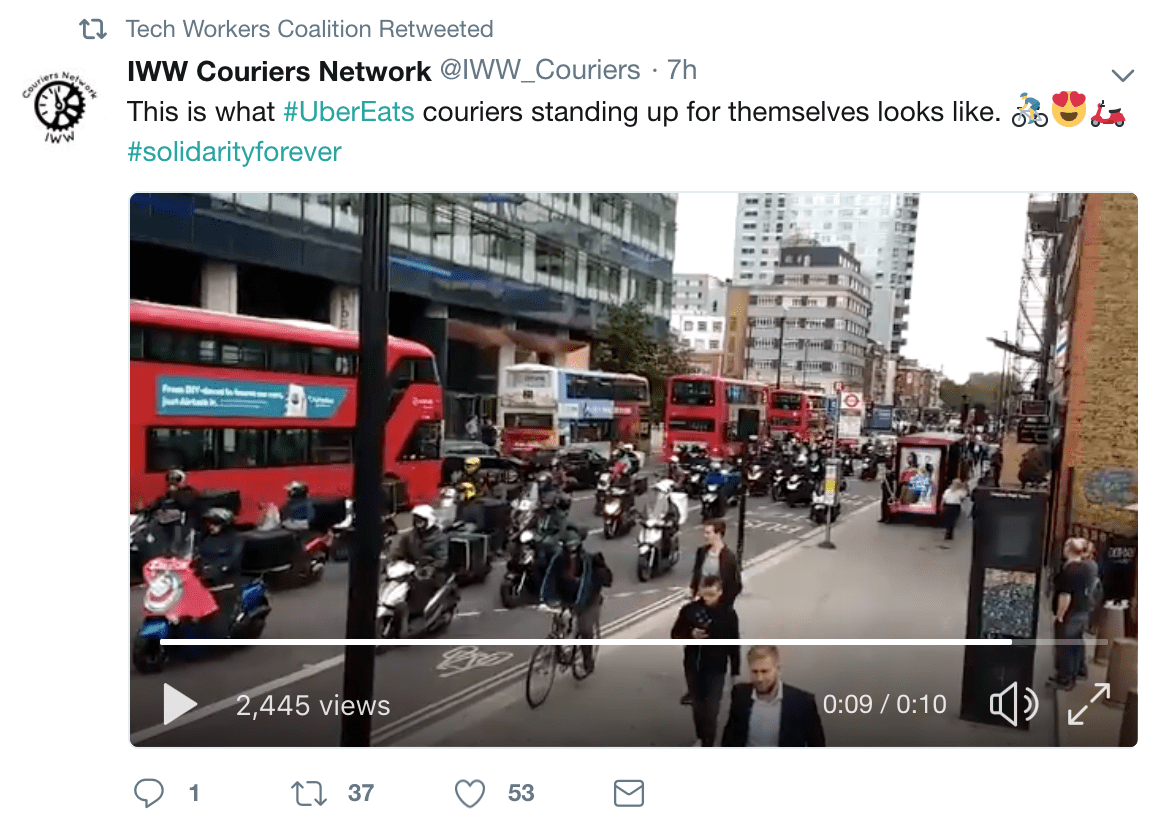 Tech Workers Coalition Retweeted
IWW Couriers Network @IWW_Couriers · 7h
This is what #UberEats couriers standing up for themselves looks like. 🚴😍🛵
#solidarityforever
Couriers Network
IWW
2,445 views
0:09 / 0:10
1
37
53